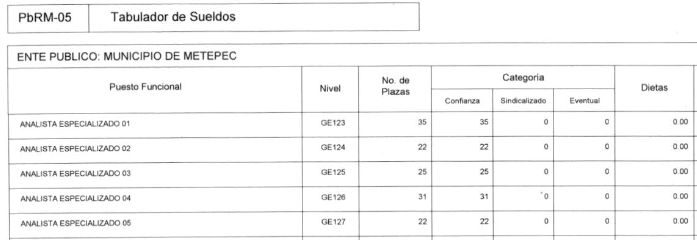 PbRM-05 Tabulador de Sueldos
ENTE PUBLICO: MUNICIPIO DE METEPEC
Puesto Funcional Nivel No. de Plazas Categoría Dietas
Confianza Sindicalizado Eventual
ANALISTA ESPECIALIZADO 01 GE123 35 35 0 0 0.00
ANALISTA ESPECIALIZADO 02 GE124 22 22 0 0 0.00
ANALISTA ESPECIALIZADO 03 GE125 25 25 0 0 0.00
ANALISTA ESPECIALIZADO 04 GE126 31 31 0 0 0.00
ANALISTA ESPECIALIZADO 05 GE127 22 22 0 0 0.00